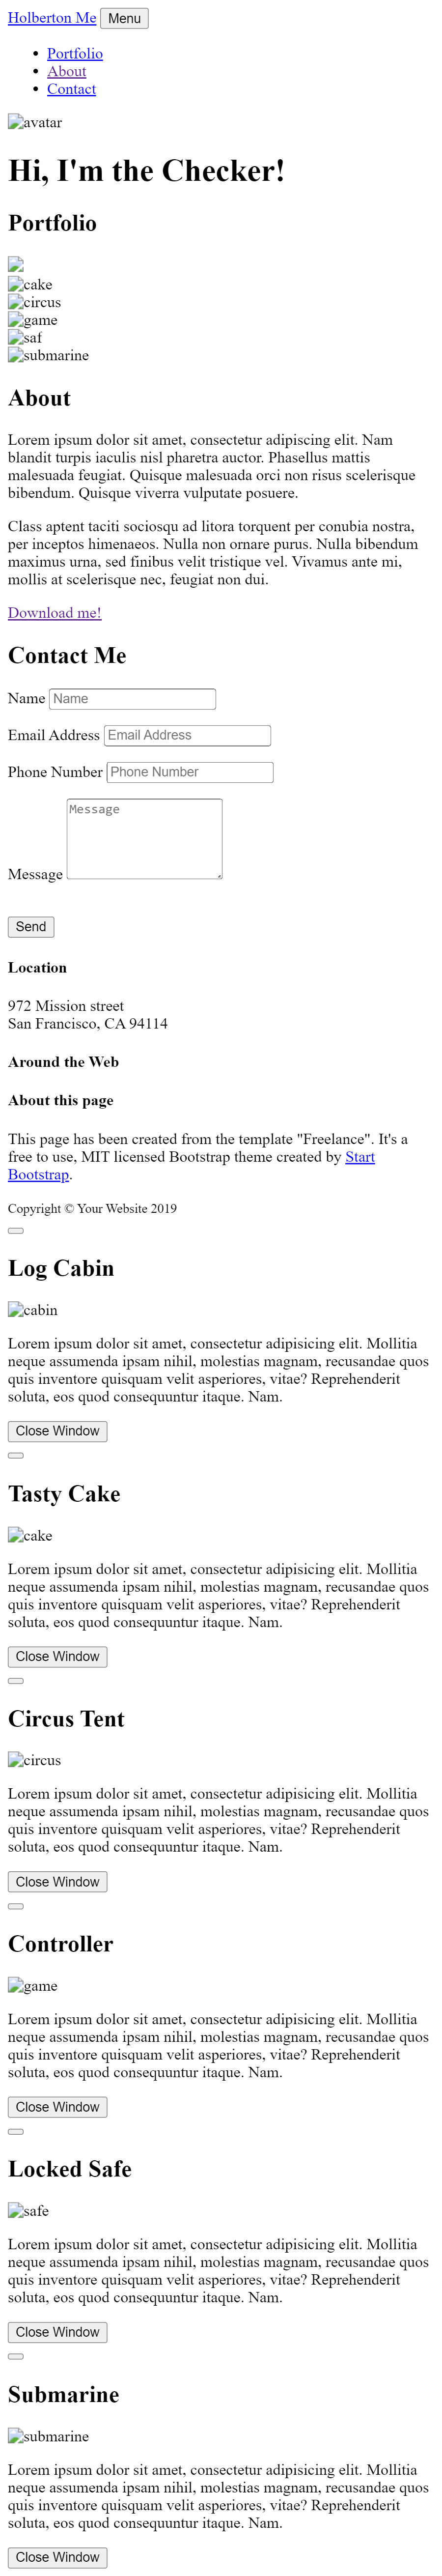 Holberton Me Menu
Portfolio
About
Contact
avatar
Hi, I'm the Checker!
Portfolio
cake
circus
game
saf
submarine
About
Lorem ipsum dolor sit amet, consectetur adipiscing elit. Nam
blandit turpis iaculis nisl pharetra auctor. Phasellus mattis
malesuada feugiat. Quisque malesuada orci non risus scelerisque
bibendum. Quisque viverra vulputate posuere.
Class aptent taciti sociosqu ad litora torquent per conubia nostra,
per inceptos himenaeos. Nulla non ornare purus. Nulla bibendum
maximus urna, sed finibus velit tristique vel. Vivamus ante mi,
mollis at scelerisque nec, feugiat non dui.
Download me!
Contact Me
Name Name
Email Address Email Address
Phone Number Phone Number
Message
Message
Send
Location
972 Mission street
San Francisco, CA 94114
Around the Web
About this page
This page has been created from the template "Freelance". It's a
free to use, MIT licensed Bootstrap theme created by Start
Bootstrap.
Copyright © Your Website 2019
Log Cabin
cabin
Lorem ipsum dolor sit amet, consectetur adipisicing elit. Mollitia
neque assumenda ipsam nihil, molestias magnam, recusandae quos
quis inventore quisquam velit asperiores, vitae? Reprehenderit
soluta, eos quod consequuntur itaque. Nam.
Close Window
Tasty Cake
cake
Lorem ipsum dolor sit amet, consectetur adipisicing elit. Mollitia
neque assumenda ipsam nihil, molestias magnam, recusandae quos
quis inventore quisquam velit asperiores, vitae? Reprehenderit
soluta, eos quod consequuntur itaque. Nam.
Close Window
Circus Tent
circus
Lorem ipsum dolor sit amet, consectetur adipisicing elit. Mollitia
neque assumenda ipsam nihil, molestias magnam, recusandae quos
quis inventore quisquam velit asperiores, vitae? Reprehenderit
soluta, eos quod consequuntur itaque. Nam.
Close Window
Controller
game
Lorem ipsum dolor sit amet, consectetur adipisicing elit. Mollitia
neque assumenda ipsam nihil, molestias magnam, recusandae quos
quis inventore quisquam velit asperiores, vitae? Reprehenderit
soluta, eos quod consequuntur itaque. Nam.
Close Window
Locked Safe
safe
Lorem ipsum dolor sit amet, consectetur adipisicing elit. Mollitia
neque assumenda ipsam nihil, molestias magnam, recusandae quos
quis inventore quisquam velit asperiores, vitae? Reprehenderit
soluta, eos quod consequuntur itaque. Nam.
Close Window
Submarine
submarine
Lorem ipsum dolor sit amet, consectetur adipisicing elit. Mollitia
neque assumenda ipsam nihil, molestias magnam, recusandae quos
quis inventore quisquam velit asperiores, vitae? Reprehenderit
soluta, eos quod consequuntur itaque. Nam.
Close Window